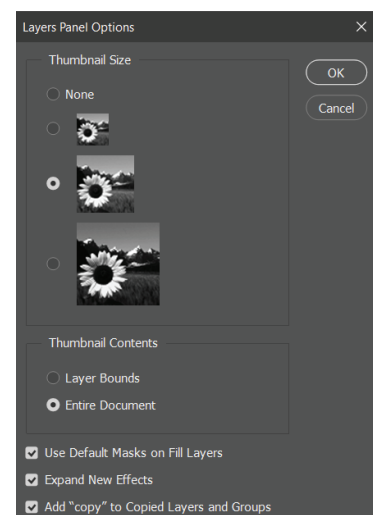 Layers Panel Options
Thumbnail Size
OK
None
Cancel
Thumbnail Contents
Layer Bounds
Entire Document
Use Default Masks on Fill Layers
Expand New Effects
Add “copy” to Copied Layers and Groups